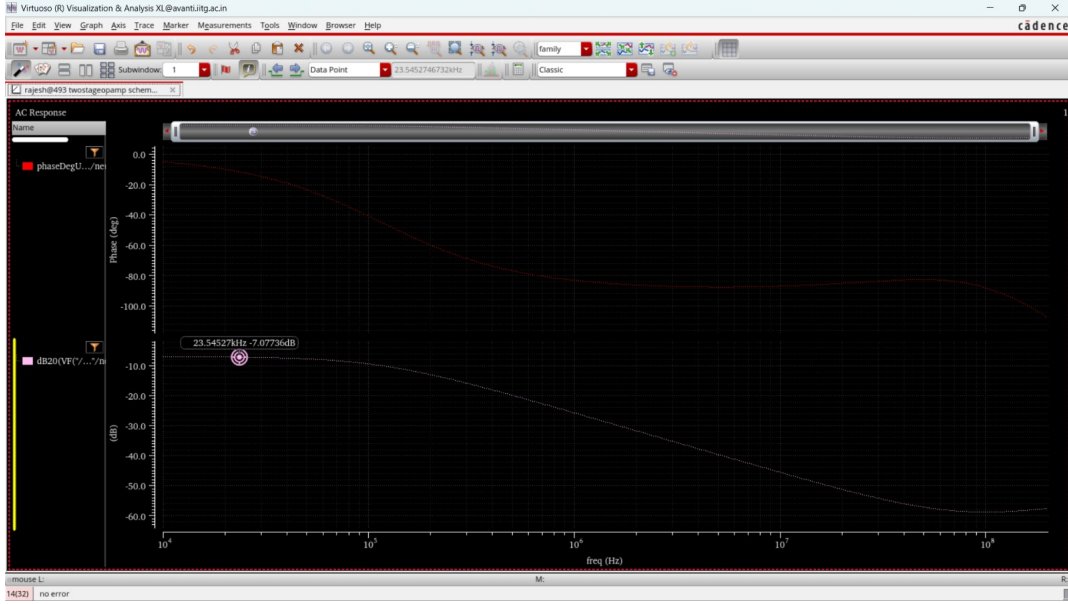 Virtuoso (R) Visualization & Analysis XL@avanti.iitg.ac.in
File Edit View Graph Axis Trace Marker Measurements Tools Window Browser Help
cādence
family
Subwindow: 1
Data Point
23.5452746732kHz
Classic
rajesh@493 twostageopamp schem...
AC Response
1
Name
phaseDegU.../ne
Phase (deg)
0.0
-20.0
-40.0
-60.0
-80.0
-100.0
23.54527kHz -7.07736dB
dB20(VF("/..."/n
(dB)
-10.0
-20.0
-30.0
-40.0
-50.0
-60.0
10⁴ 10⁵ 10⁶ 10⁷ 10⁸
freq (Hz)
mouse L: M: R:
14(32) no error